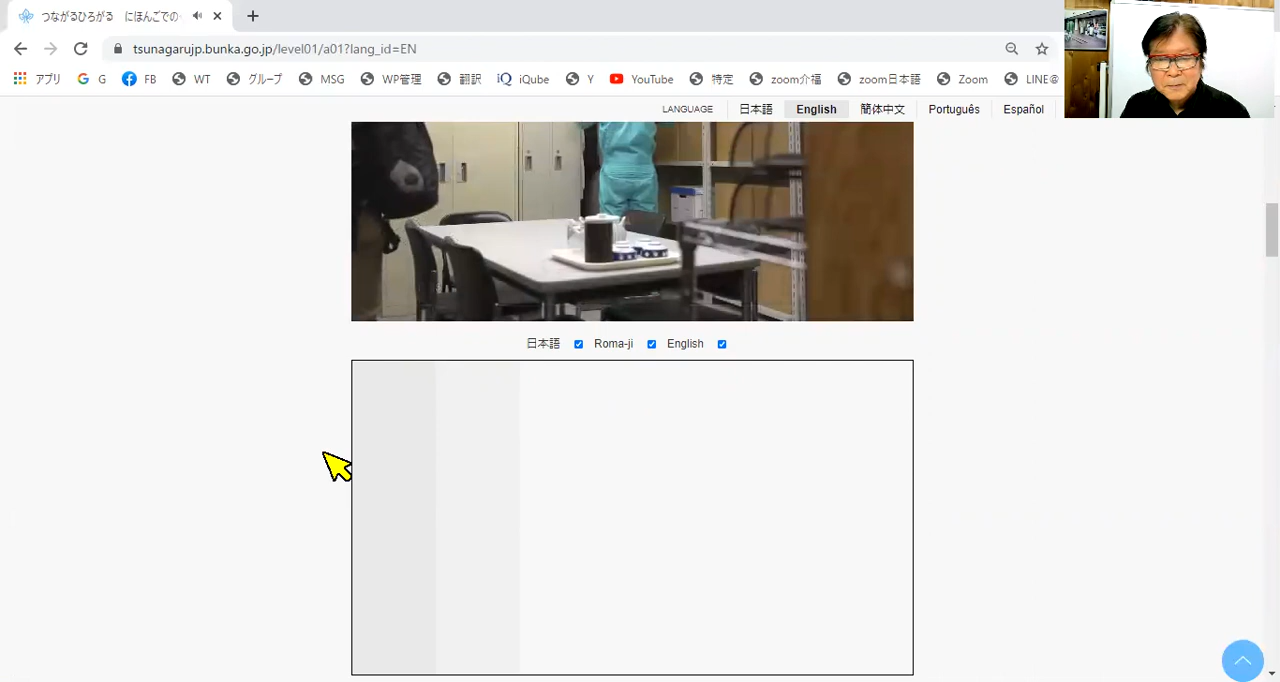 つながるひろがる にほんごでの
tsunagarujp.bunka.go.jp/level01/a01?lang_id=EN
アプリ G FB WT グループ MSG WP管理 翻訳 iQ iQube Y YouTube 特定 zoom介福 zoom日本語 Zoom LINE@
LANGUAGE 日本語 English 简体中文 Português Español
日本語 Roma-ji English